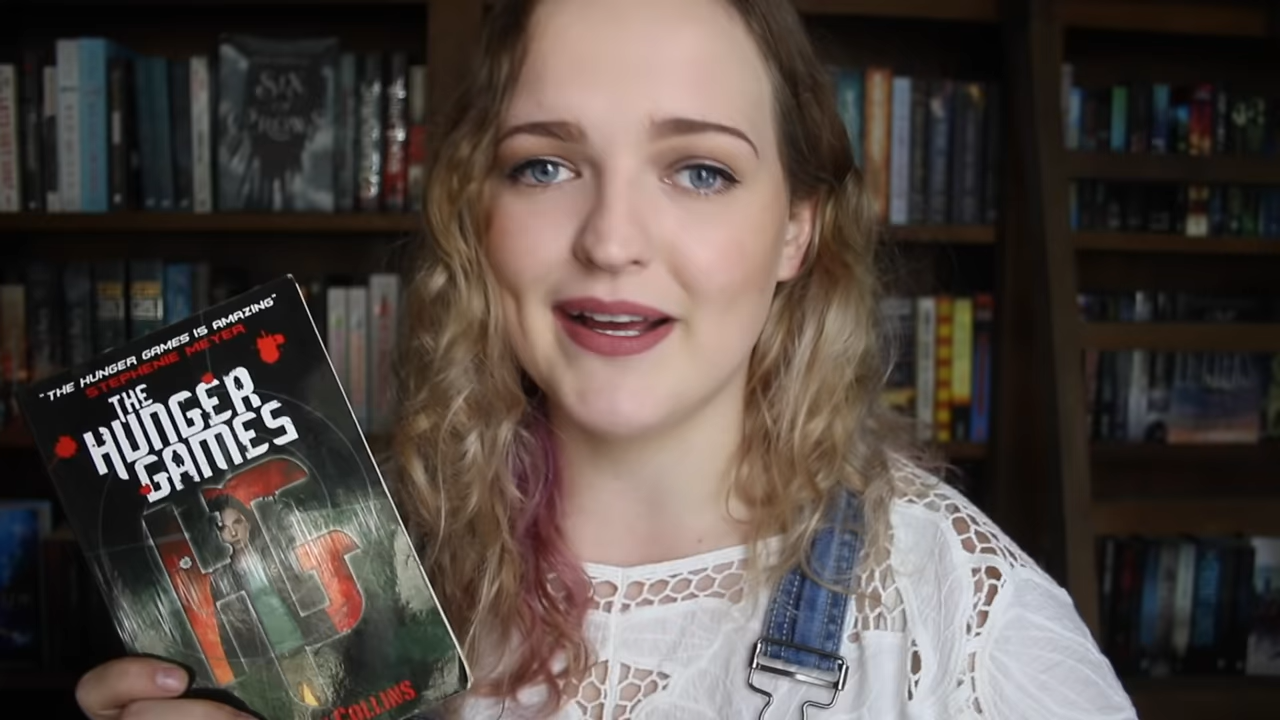 SIX
OF
CROWS
"THE HUNGER GAMES IS AMAZING"
STEPHENIE MEYER
THE
HUNGER
GAMES
COLLINS